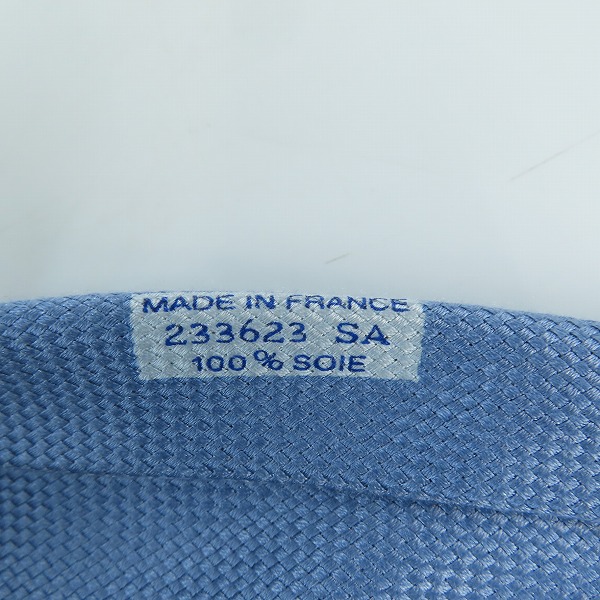 MADE IN FRANCE
233623 SA
100% SOIE